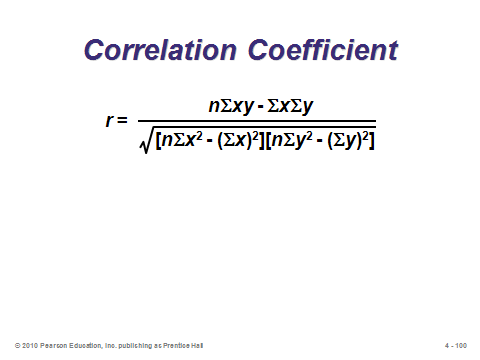 Correlation Coefficient
r = nΣxy - ΣxΣy
√[nΣx² - (Σx)²][nΣy² - (Σy)²]
© 2010 Pearson Education, Inc. publishing as Prentice Hall
4 - 100